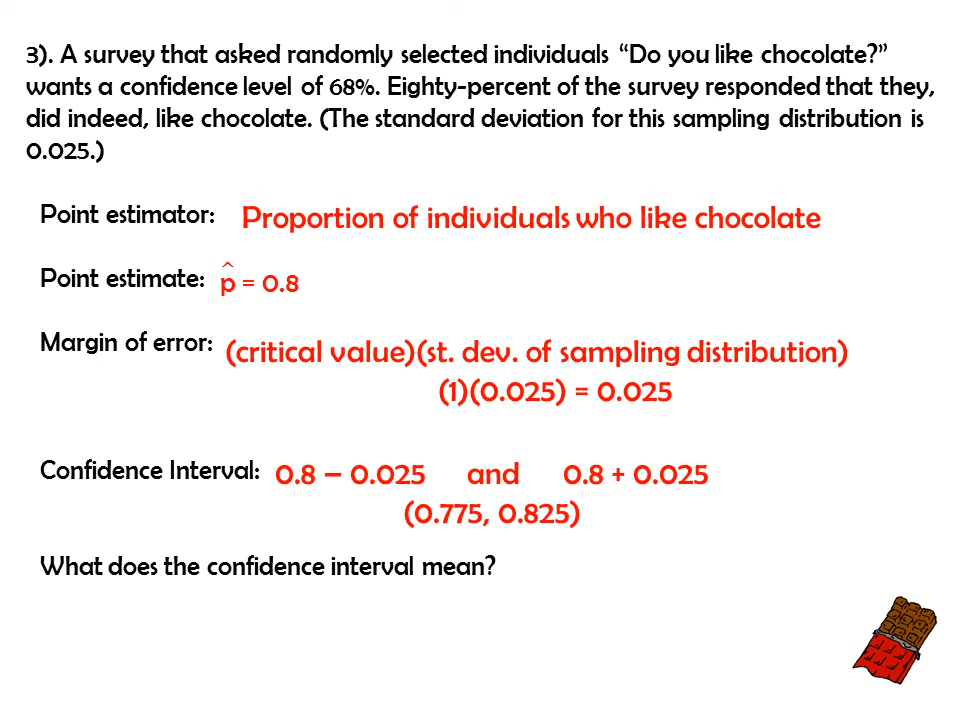 3). A survey that asked randomly selected individuals “Do you like chocolate?”
wants a confidence level of 68%. Eighty-percent of the survey responded that they,
did indeed, like chocolate. (The standard deviation for this sampling distribution is
0.025.)
Point estimator: Proportion of individuals who like chocolate
Point estimate: p̂ = 0.8
Margin of error: (critical value)(st. dev. of sampling distribution)
(1)(0.025) = 0.025
Confidence Interval: 0.8 – 0.025 and 0.8 + 0.025
(0.775, 0.825)
What does the confidence interval mean?